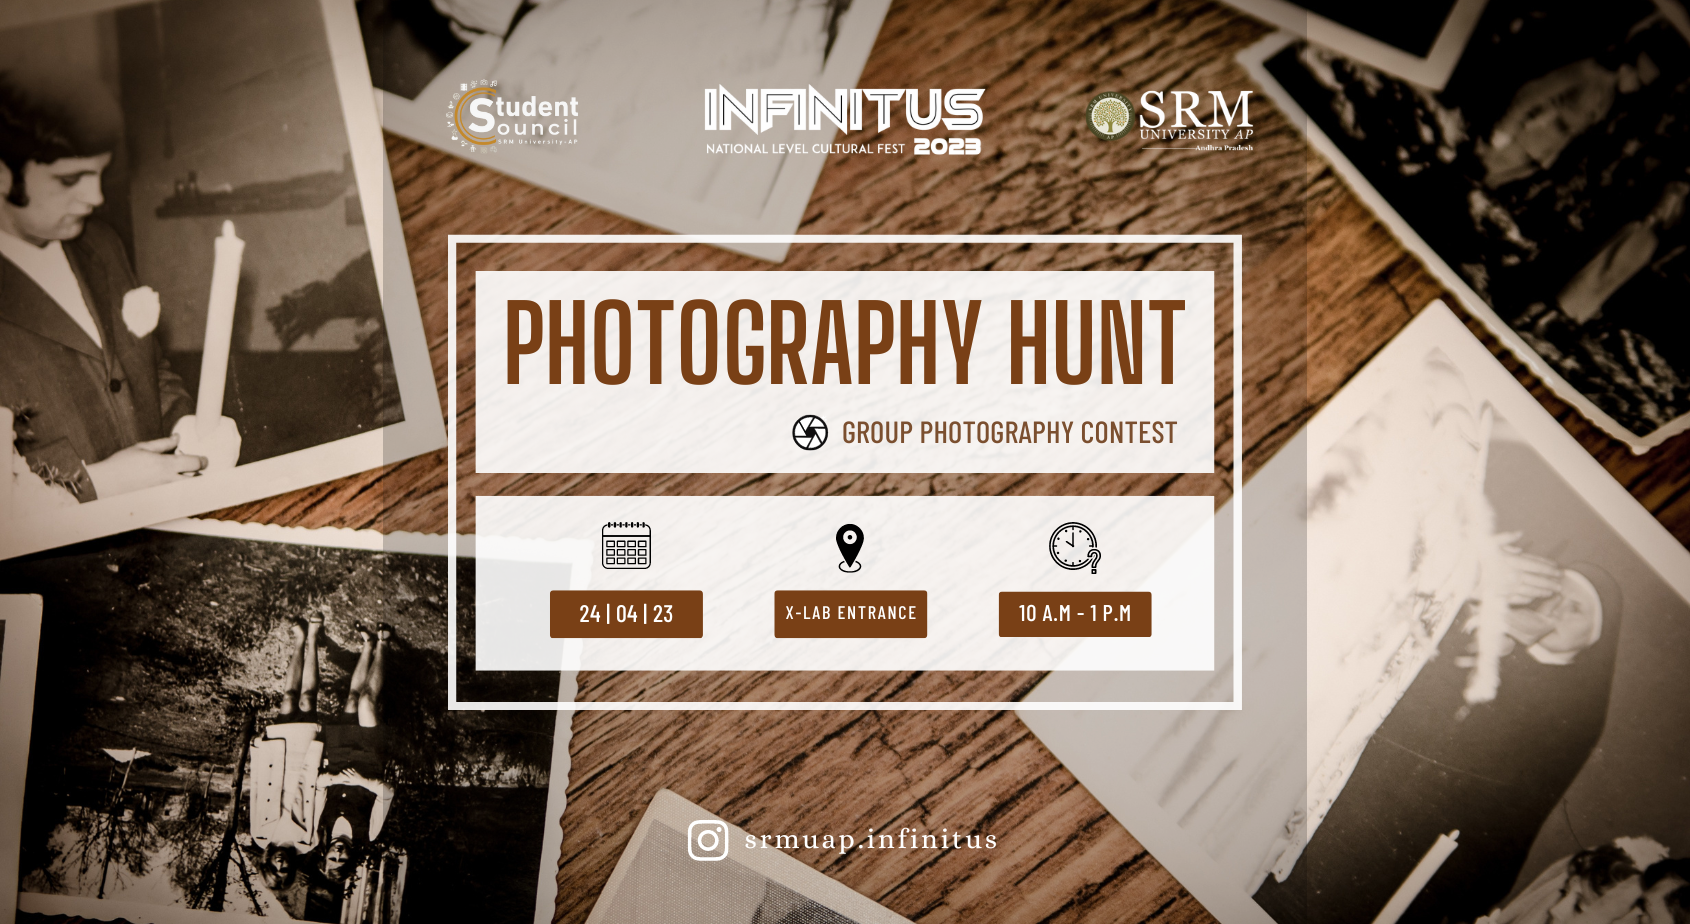 Student
Council
SRM University-AP
INFINITUS
NATIONAL LEVEL CULTURAL FEST 2023
SRM
UNIVERSITY AP
Andhra Pradesh
PHOTOGRAPHY HUNT
GROUP PHOTOGRAPHY CONTEST
24 | 04 | 23
X-LAB ENTRANCE
10 A.M - 1 P.M
srmuap.infinitus